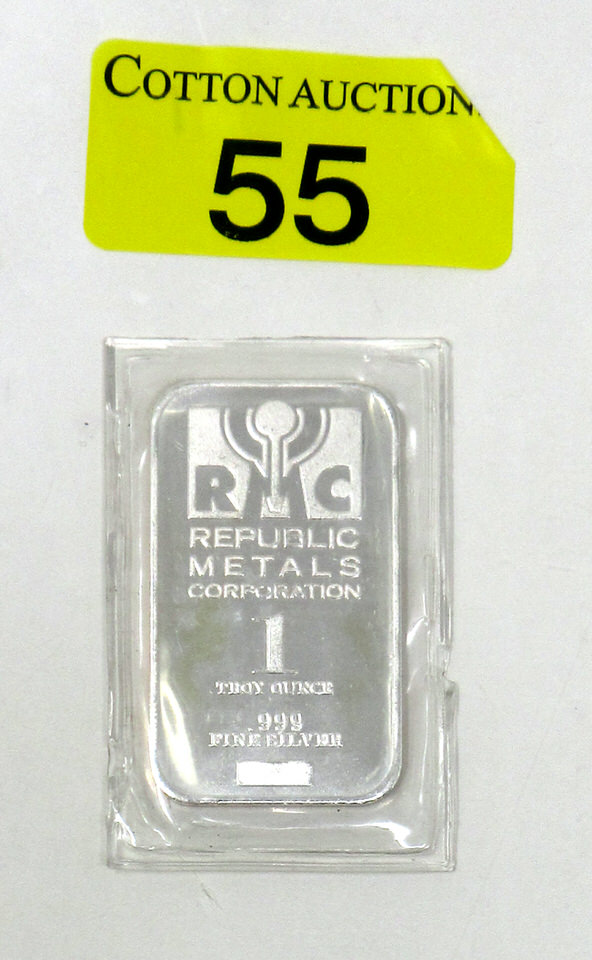 COTTON AUCTION
55
RMC
REPUBLIC
METALS
CORPORATION
1
TROY OUNCE
.999
FINE SILVER